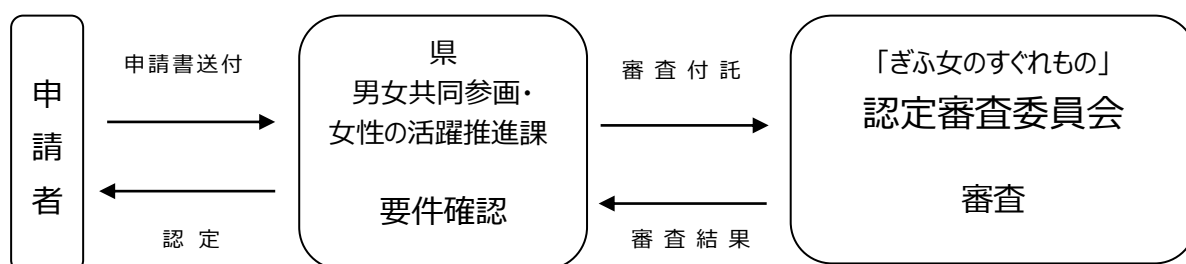 申請者
申請書送付
認定
県
男女共同参画・
女性の活躍推進課
要件確認
審査付託
審査結果
「ぎふ女のすぐれもの」
認定審査委員会
審査